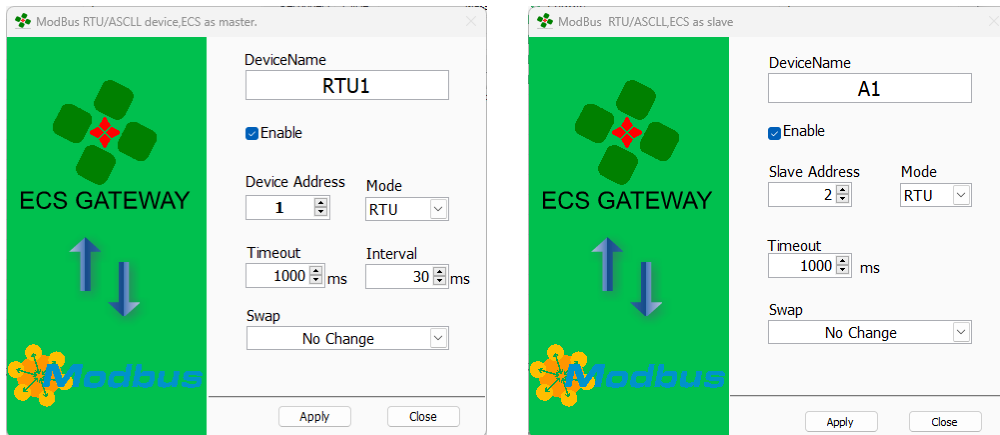 ModBus RTU/ASCLL device,ECS as master.
DeviceName
RTU1
Enable
Device Address Mode
1 RTU
Timeout Interval
1000 ms 30 ms
Swap
No Change
Apply Close
ECS GATEWAY
Modbus
ModBus RTU/ASCLL,ECS as slave
DeviceName
A1
Enable
Slave Address Mode
2 RTU
Timeout
1000 ms
Swap
No Change
Apply Close
ECS GATEWAY
Modbus